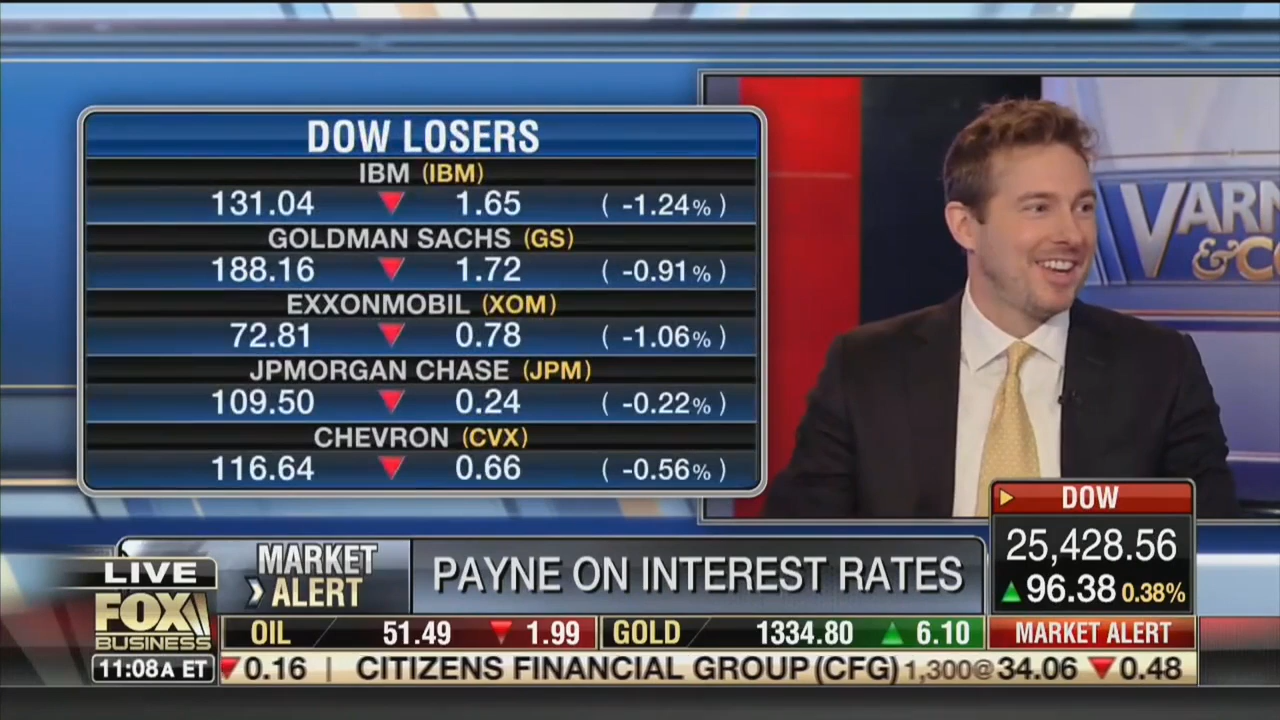 DOW LOSERS
IBM (IBM)
131.04 ▼ 1.65 ( -1.24% )
GOLDMAN SACHS (GS)
188.16 ▼ 1.72 ( -0.91% )
EXXONMOBIL (XOM)
72.81 ▼ 0.78 ( -1.06% )
JPMORGAN CHASE (JPM)
109.50 ▼ 0.24 ( -0.22% )
CHEVRON (CVX)
116.64 ▼ 0.66 ( -0.56% )
VARN
&CO
DOW
25,428.56
▲ 96.38 0.38%
MARKET ALERT
MARKET
ALERT
PAYNE ON INTEREST RATES
LIVE
FOX
BUSINESS
11:08A ET
OIL 51.49 ▼ 1.99 GOLD 1334.80 ▲ 6.10
▼0.16 | CITIZENS FINANCIAL GROUP (CFG) 1,300@34.06 ▼0.48